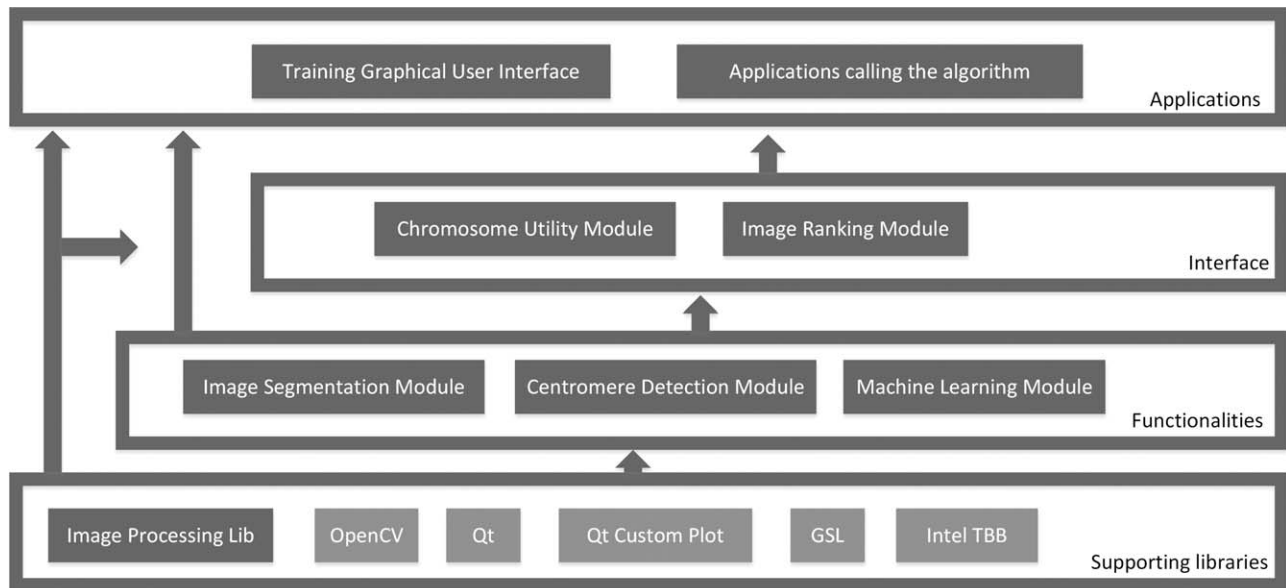 Training Graphical User Interface
Applications calling the algorithm
Applications
Chromosome Utility Module
Image Ranking Module
Interface
Image Segmentation Module
Centromere Detection Module
Machine Learning Module
Functionalities
Image Processing Lib
OpenCV
Qt
Qt Custom Plot
GSL
Intel TBB
Supporting libraries